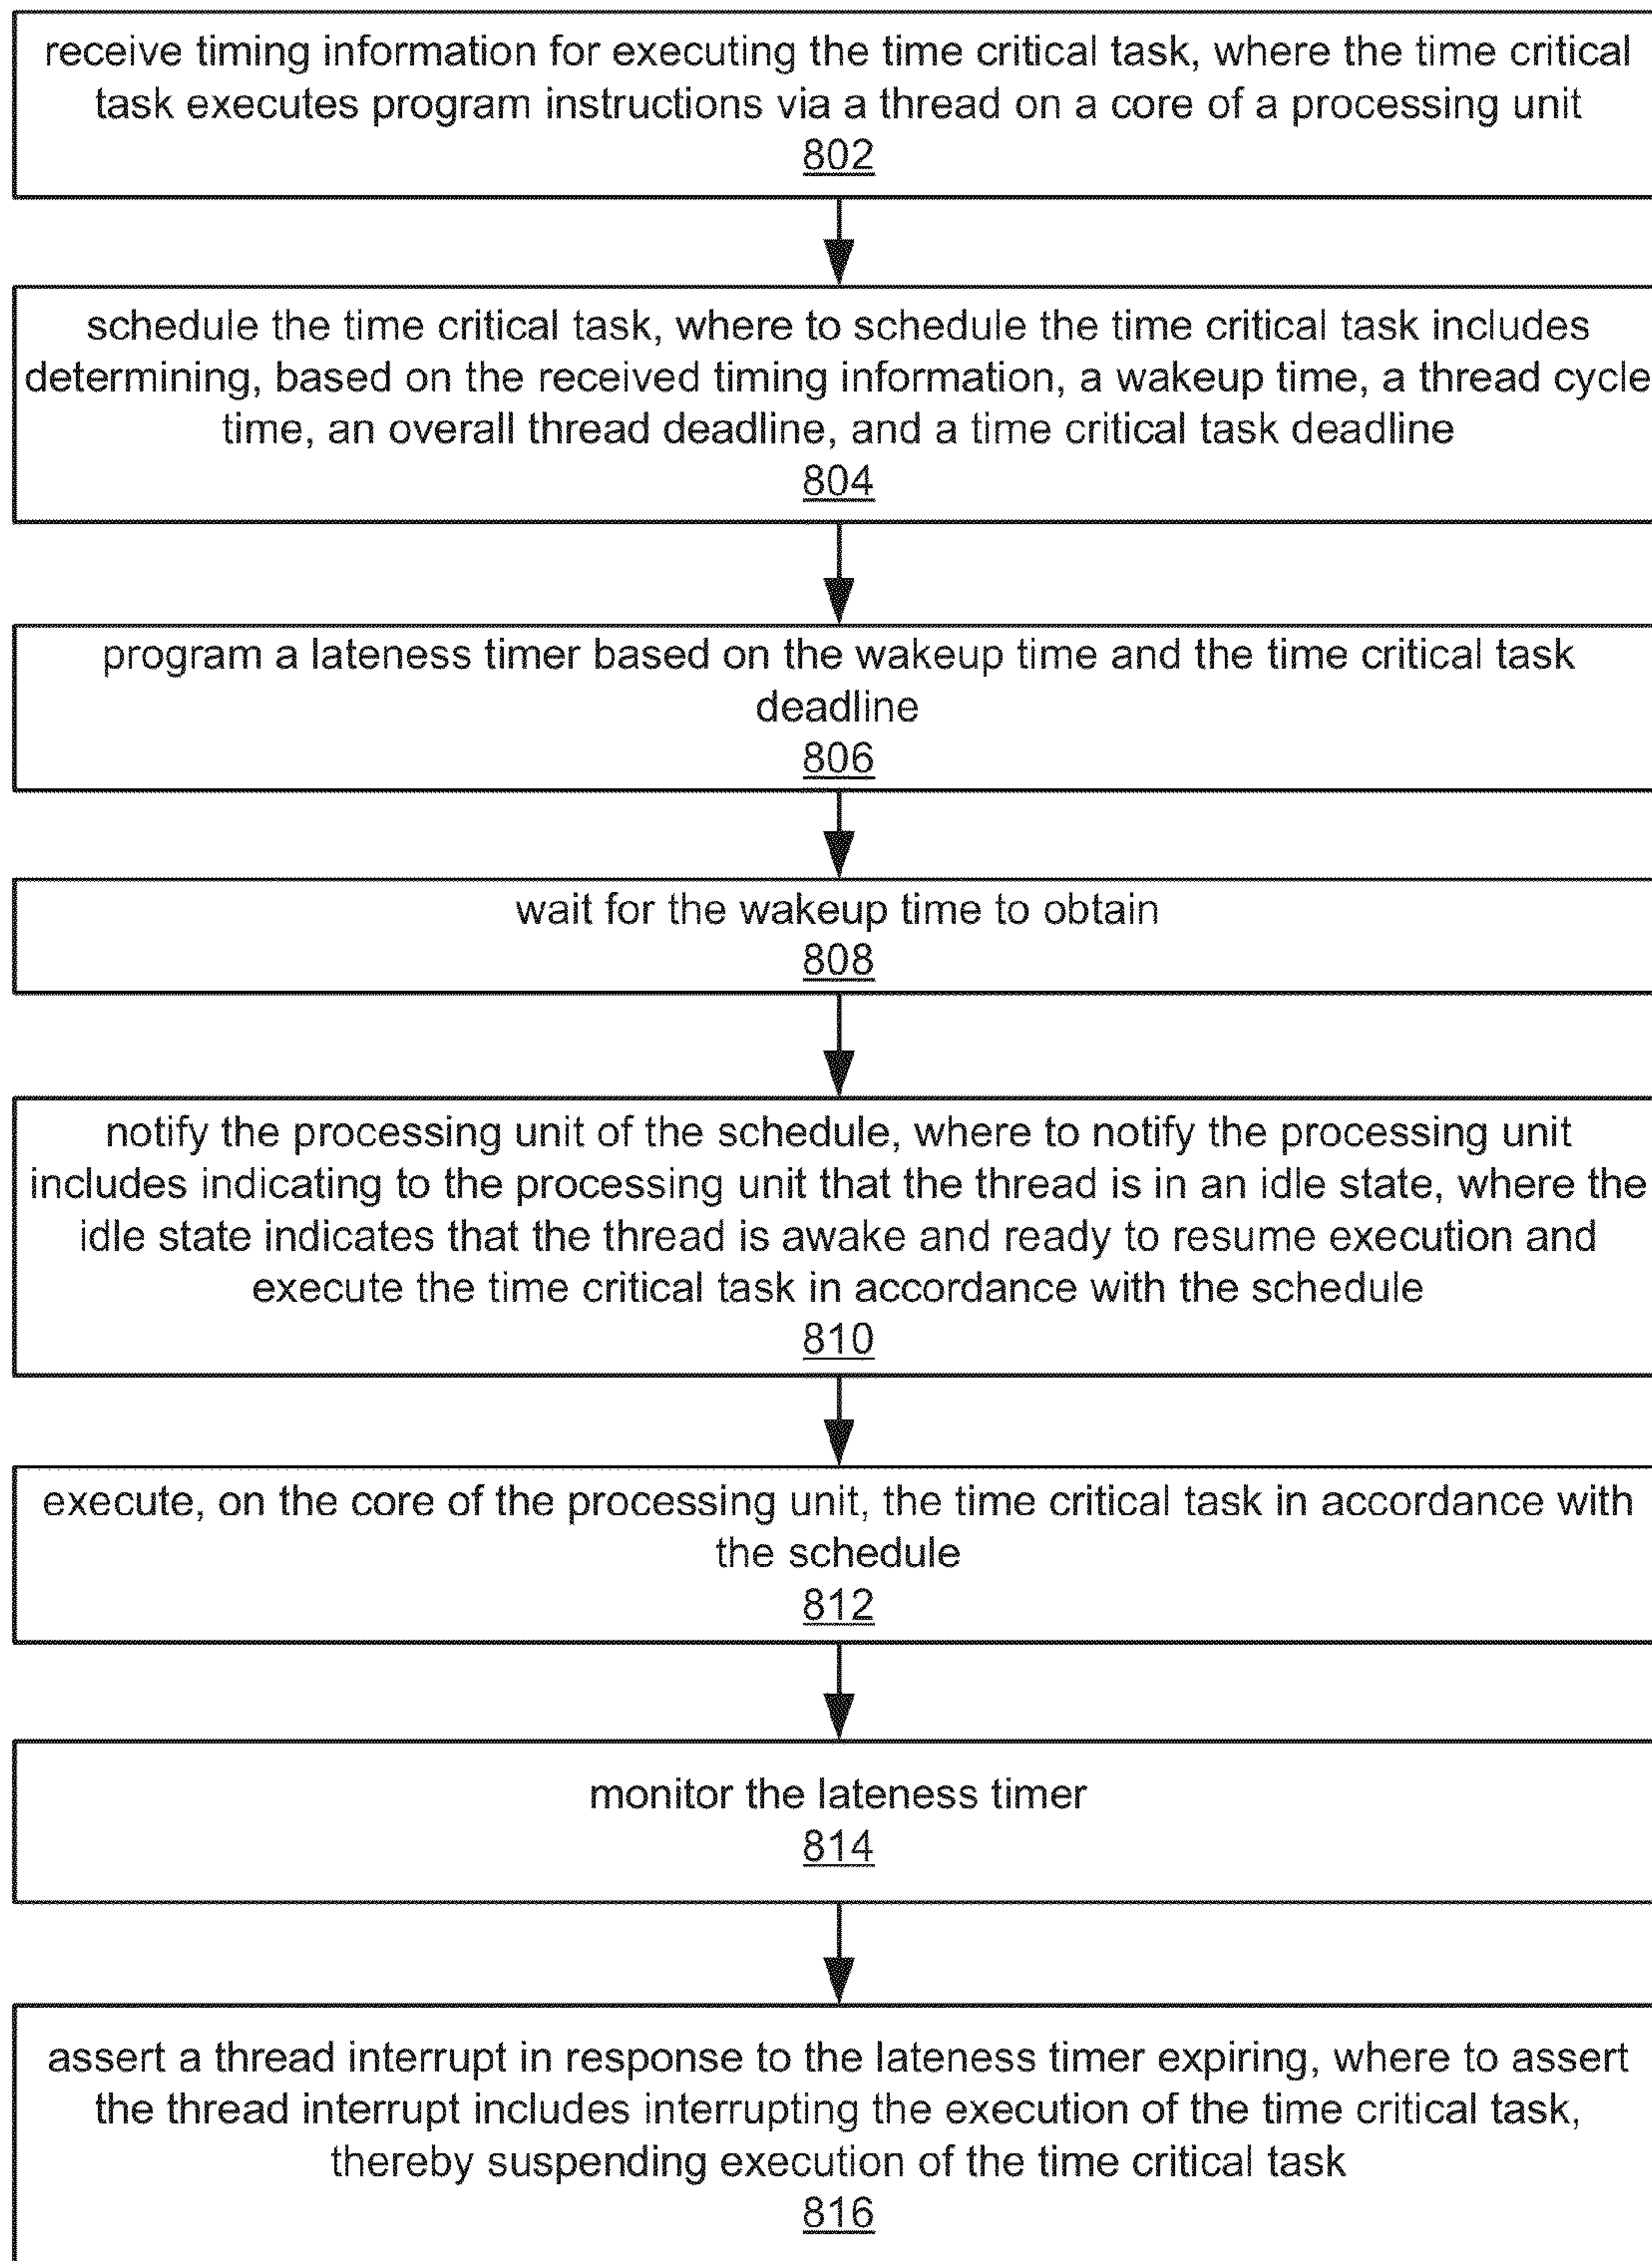 receive timing information for executing the time critical task, where the time critical
task executes program instructions via a thread on a core of a processing unit
802
schedule the time critical task, where to schedule the time critical task includes
determining, based on the received timing information, a wakeup time, a thread cycle
time, an overall thread deadline, and a time critical task deadline
804
program a lateness timer based on the wakeup time and the time critical task
deadline
806
wait for the wakeup time to obtain
808
notify the processing unit of the schedule, where to notify the processing unit
includes indicating to the processing unit that the thread is in an idle state, where the
idle state indicates that the thread is awake and ready to resume execution and
execute the time critical task in accordance with the schedule
810
execute, on the core of the processing unit, the time critical task in accordance with
the schedule
812
monitor the lateness timer
814
assert a thread interrupt in response to the lateness timer expiring, where to assert
the thread interrupt includes interrupting the execution of the time critical task,
thereby suspending execution of the time critical task
816